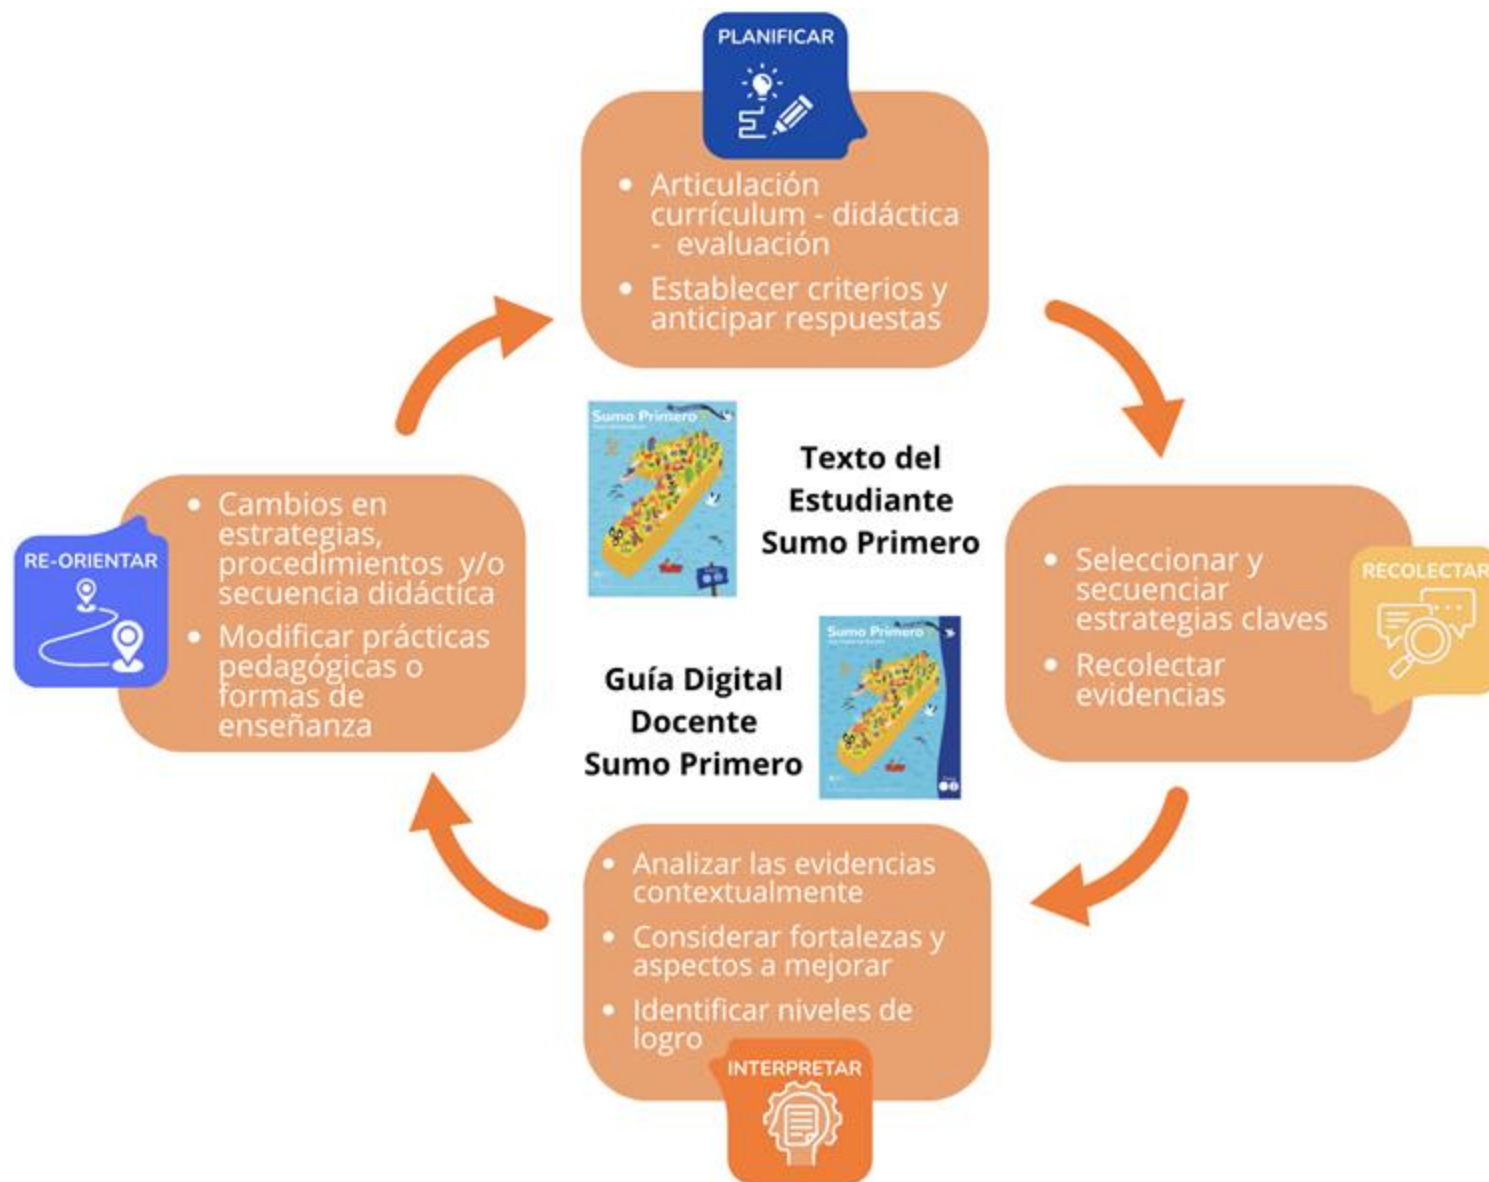 PLANIFICAR
• Articulación
currículum - didáctica
- evaluación
• Establecer criterios y
anticipar respuestas
RECOLECTAR
• Seleccionar y
secuenciar
estrategias claves
• Recolectar
evidencias
• Analizar las evidencias
contextualmente
• Considerar fortalezas y
aspectos a mejorar
• Identificar niveles de
logro
INTERPRETAR
RE-ORIENTAR
• Cambios en
estrategias,
procedimientos y/o
secuencia didáctica
• Modificar prácticas
pedagógicas o
formas de
enseñanza
Sumo Primero
Texto del
Estudiante
Sumo Primero
Guía Digital
Docente
Sumo Primero
Sumo Primero